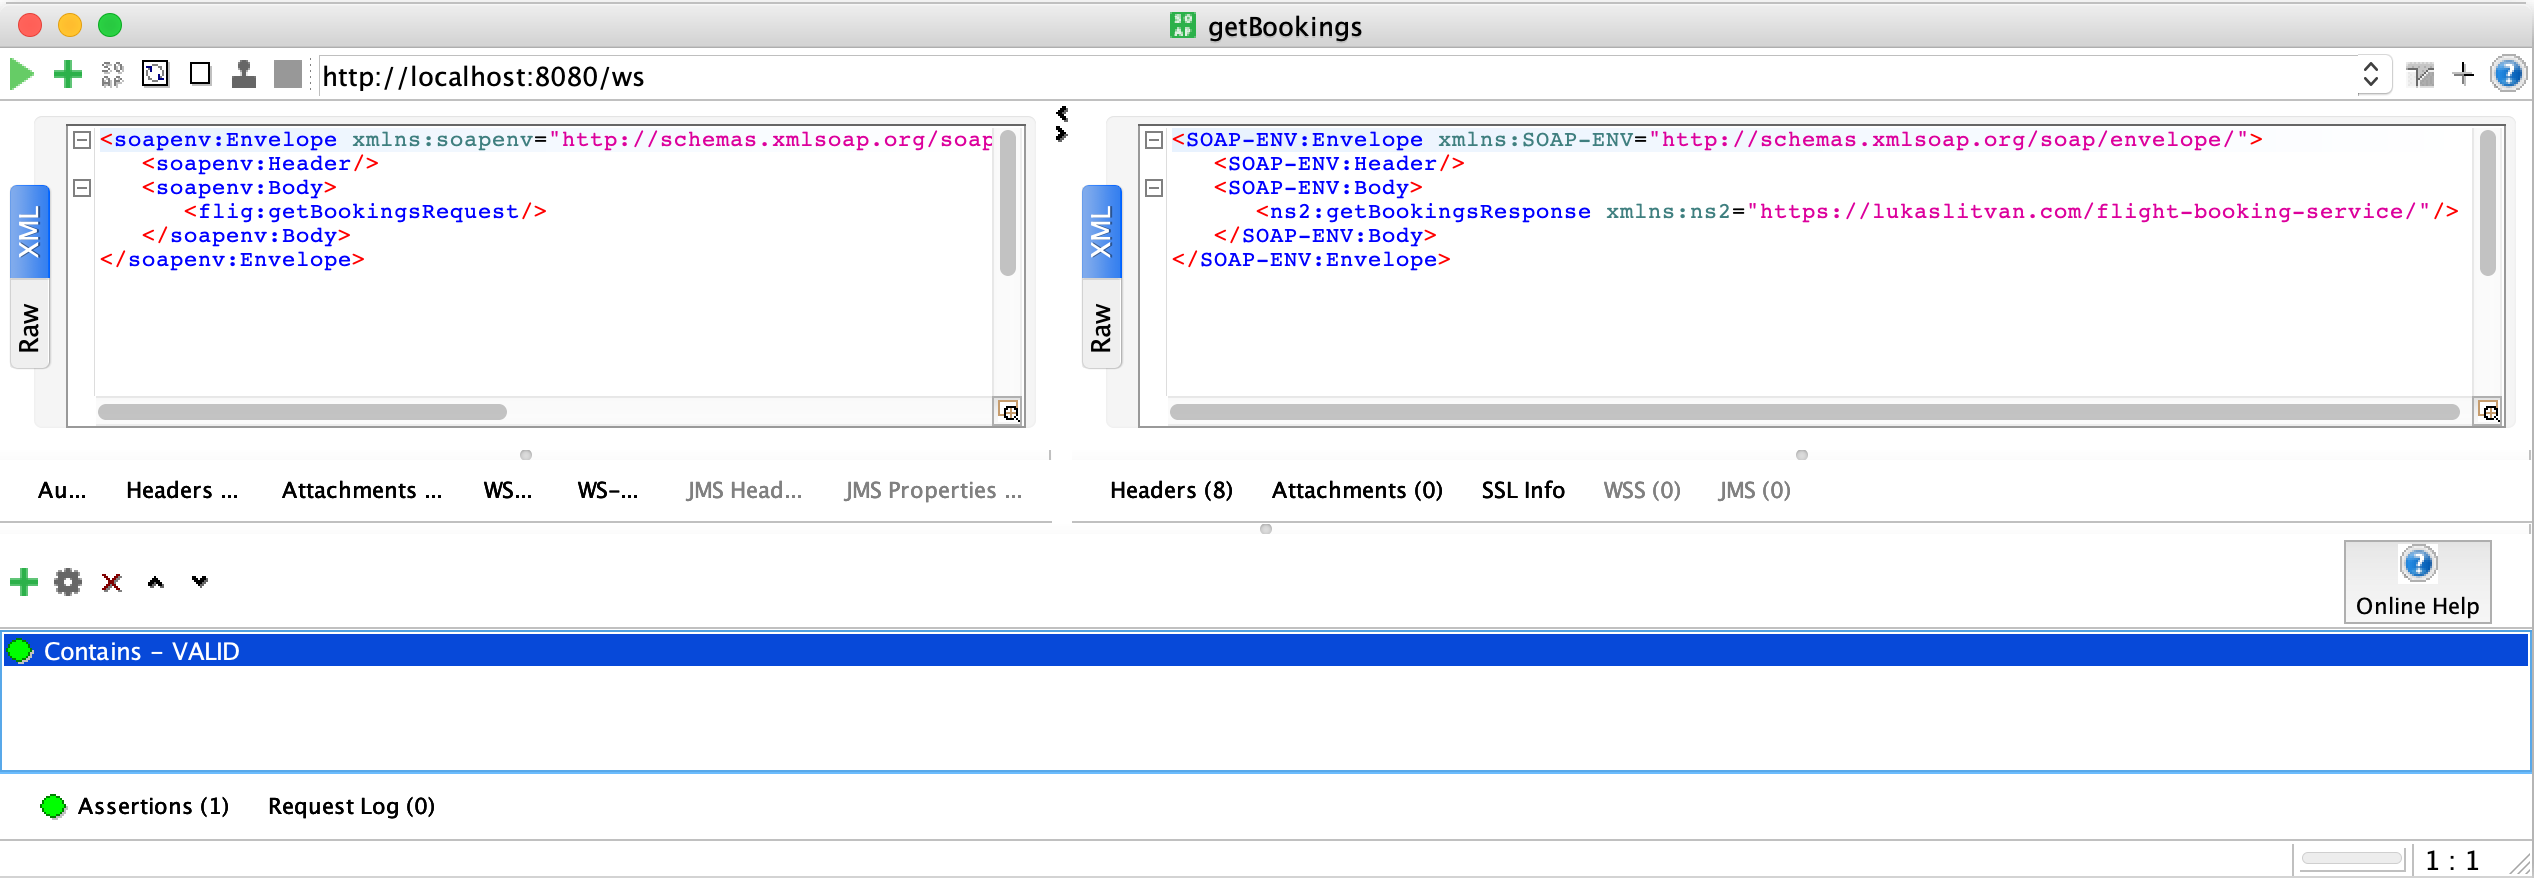 getBookings
http://localhost:8080/ws
<soapenv:Envelope xmlns:soapenv="http://schemas.xmlsoap.org/soap
<soapenv:Header/>
<soapenv:Body>
<flig:getBookingsRequest/>
</soapenv:Body>
</soapenv:Envelope>
XML
Raw
<SOAP-ENV:Envelope xmlns:SOAP-ENV="http://schemas.xmlsoap.org/soap/envelope/">
<SOAP-ENV:Header/>
<SOAP-ENV:Body>
<ns2:getBookingsResponse xmlns:ns2="https://lukaslitvan.com/flight-booking-service/"/>
</SOAP-ENV:Body>
</SOAP-ENV:Envelope>
XML
Raw
Au... Headers ... Attachments ... WS... WS-... JMS Head... JMS Properties ...
Headers (8) Attachments (0) SSL Info WSS (0) JMS (0)
Online Help
Contains - VALID
Assertions (1) Request Log (0)
1 : 1